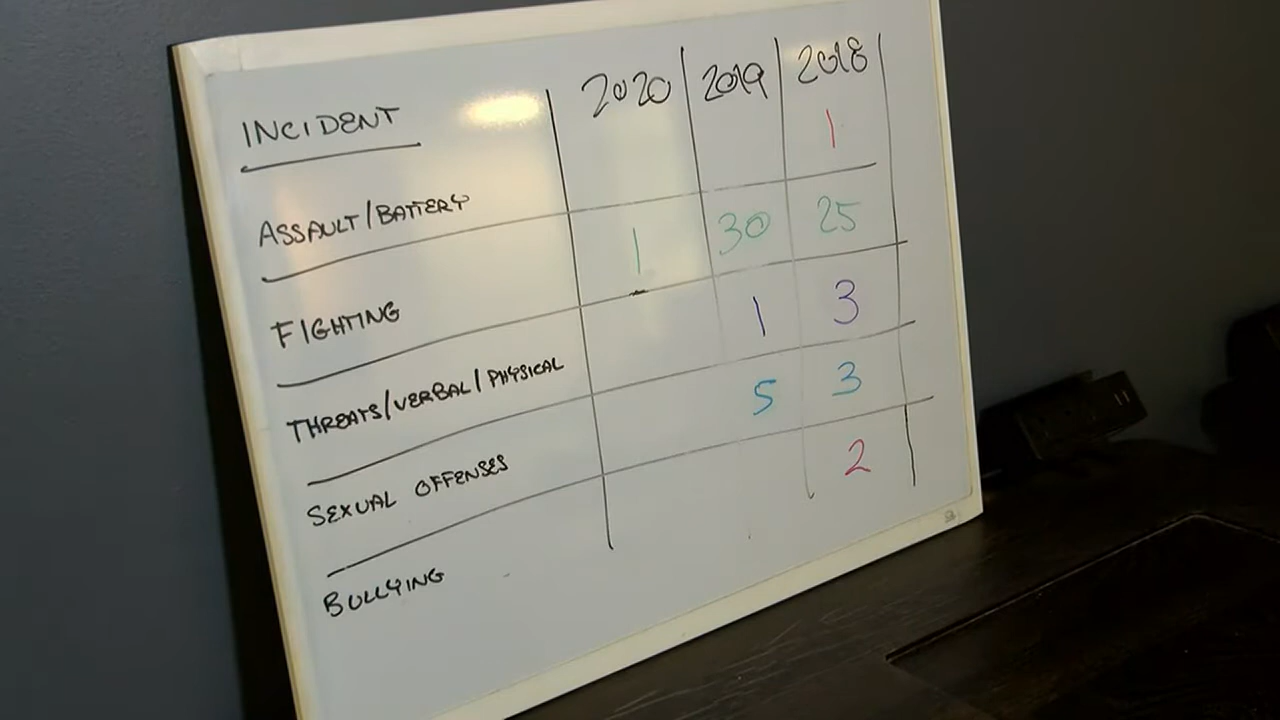 INCIDENT 2020 2019 2018
ASSAULT/BATTERY 1
FIGHTING 1 30 25
THREATS/VERBAL/PHYSICAL 1 3
SEXUAL OFFENSES 5 3
BULLYING 2